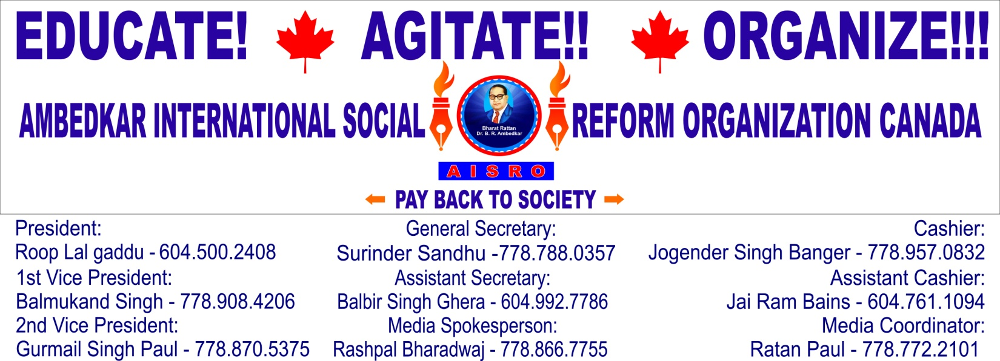 EDUCATE! AGITATE!! ORGANIZE!!!
AMBEDKAR INTERNATIONAL SOCIAL REFORM ORGANIZATION CANADA
Bharat Rattan
Dr. B. R. Ambedkar
AISRO
PAY BACK TO SOCIETY
President:
Roop Lal gaddu - 604.500.2408
1st Vice President:
Balmukand Singh - 778.908.4206
2nd Vice President:
Gurmail Singh Paul - 778.870.5375
General Secretary:
Surinder Sandhu -778.788.0357
Assistant Secretary:
Balbir Singh Ghera - 604.992.7786
Media Spokesperson:
Rashpal Bharadwaj - 778.866.7755
Cashier:
Jogender Singh Banger - 778.957.0832
Assistant Cashier:
Jai Ram Bains - 604.761.1094
Media Coordinator:
Ratan Paul - 778.772.2101